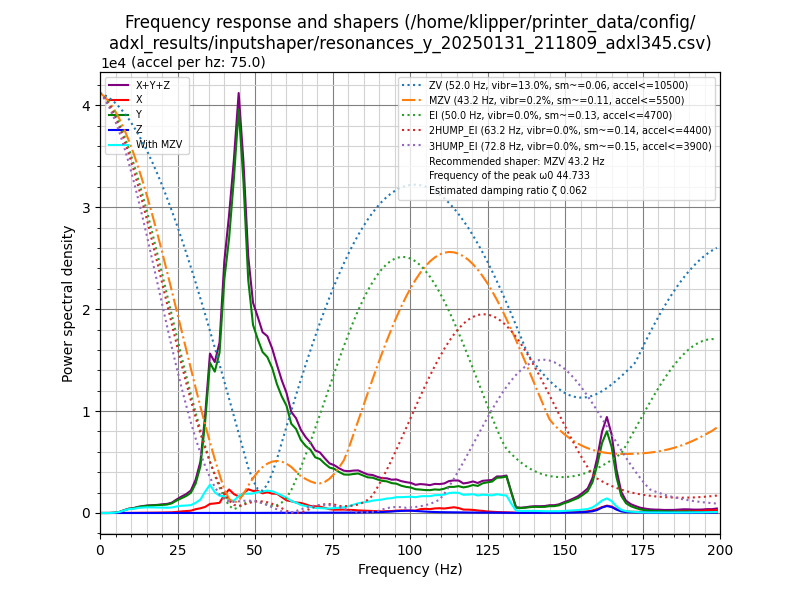 Frequency response and shapers (/home/klipper/printer_data/config/
adxl_results/inputshaper/resonances_y_20250131_211809_adxl345.csv)
1e4 (accel per hz: 75.0)
X+Y+Z
X
Y
Z
With MZV
ZV (52.0 Hz, vibr=13.0%, sm~=0.06, accel<=10500)
MZV (43.2 Hz, vibr=0.2%, sm~=0.11, accel<=5500)
EI (50.0 Hz, vibr=0.0%, sm~=0.13, accel<=4700)
2HUMP_EI (63.2 Hz, vibr=0.0%, sm~=0.14, accel<=4400)
3HUMP_EI (72.8 Hz, vibr=0.0%, sm~=0.15, accel<=3900)
Recommended shaper: MZV 43.2 Hz
Frequency of the peak ω0 44.733
Estimated damping ratio ζ 0.062
Power spectral density
4
3
2
1
0
0 25 50 75 100 125 150 175 200
Frequency (Hz)